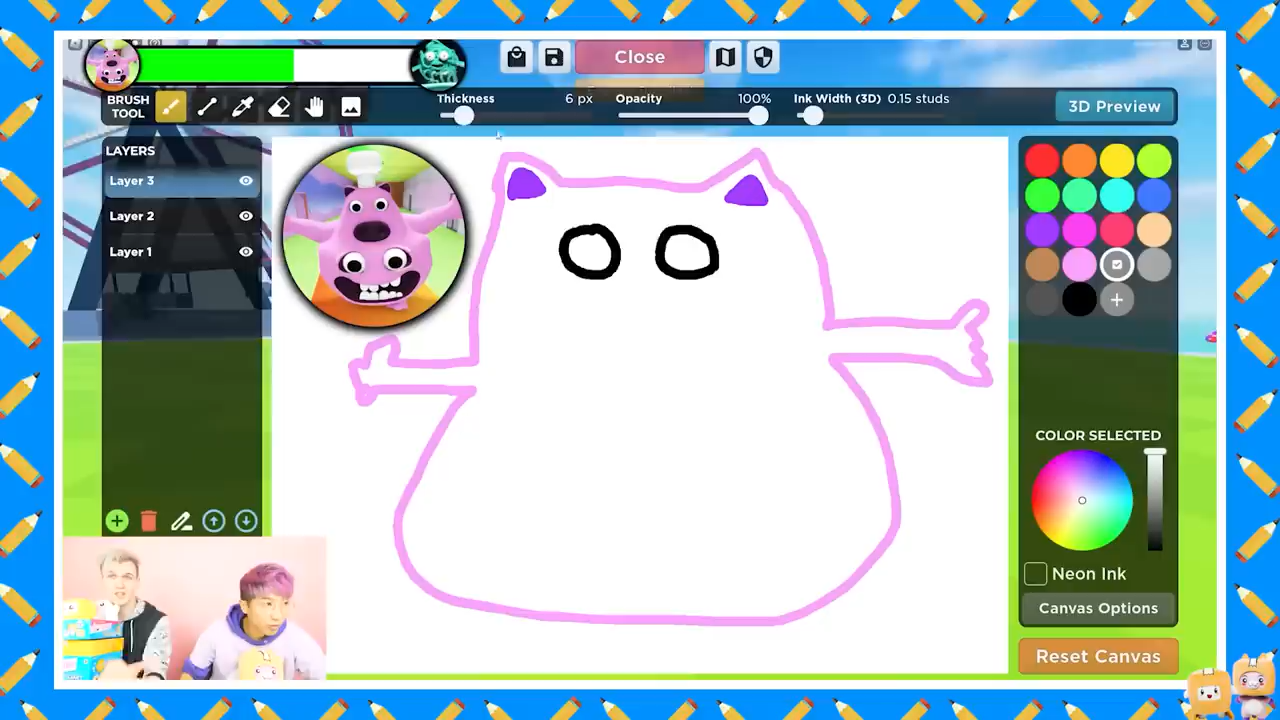 Close
BRUSH
TOOL
Thickness 6 px
Opacity 100%
Ink Width (3D) 0.15 studs
3D Preview
LAYERS
Layer 3
Layer 2
Layer 1
COLOR SELECTED
Neon Ink
Canvas Options
Reset Canvas